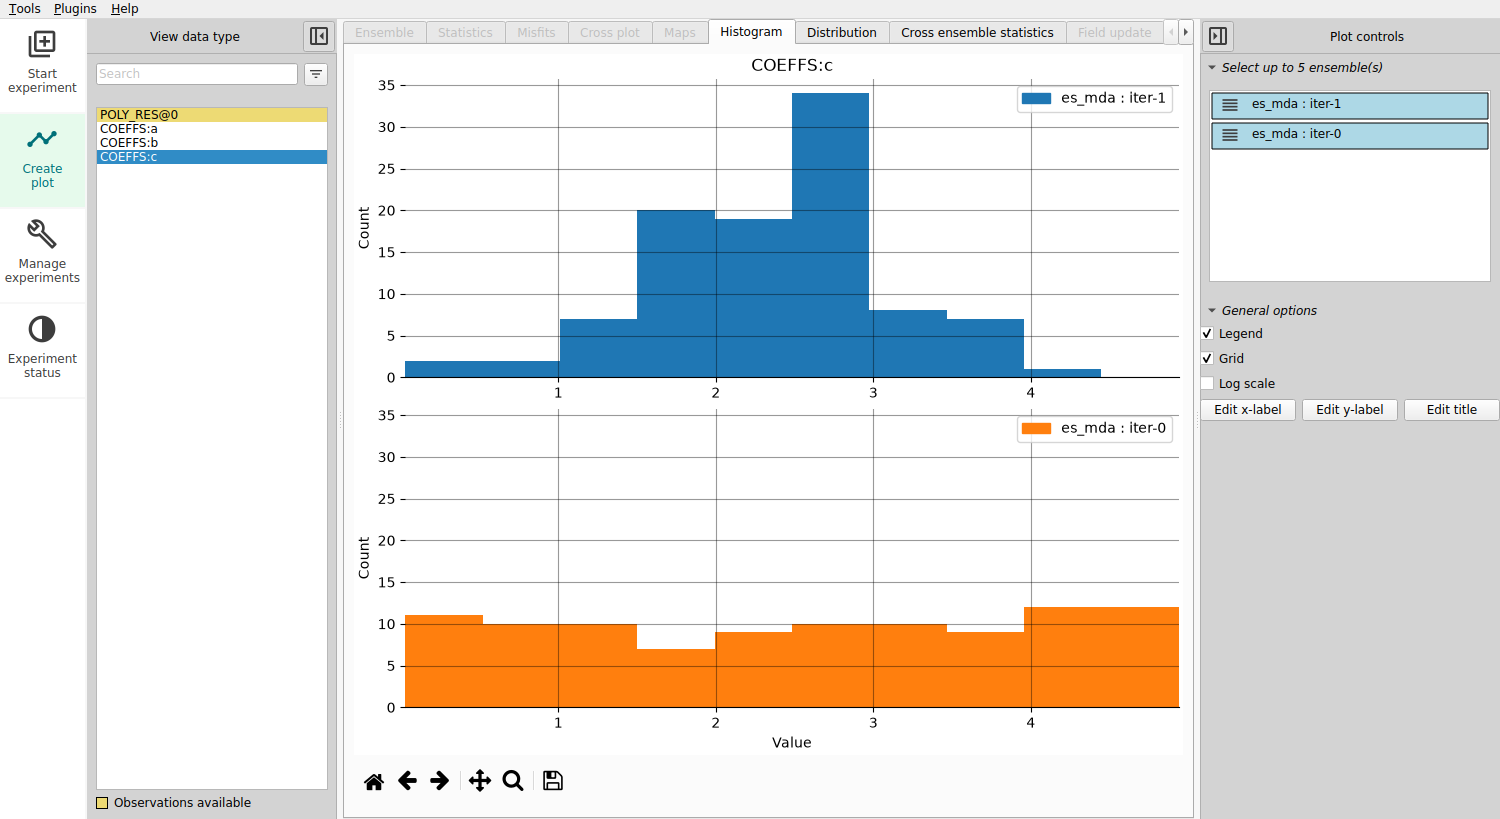 Tools Plugins Help
Start
experiment
Create
plot
Manage
experiments
Experiment
status
View data type
Search
POLY_RES@0
COEFFS:a
COEFFS:b
COEFFS:c
Observations available
Ensemble Statistics Misfits Cross plot Maps Histogram Distribution Cross ensemble statistics Field update
COEFFS:c
es_mda : iter-1
Count
35
30
25
20
15
10
5
0
1 2 3 4
es_mda : iter-0
Count
35
30
25
20
15
10
5
0
1 2 3 4
Value
Plot controls
Select up to 5 ensemble(s)
es_mda : iter-1
es_mda : iter-0
General options
Legend
Grid
Log scale
Edit x-label Edit y-label Edit title